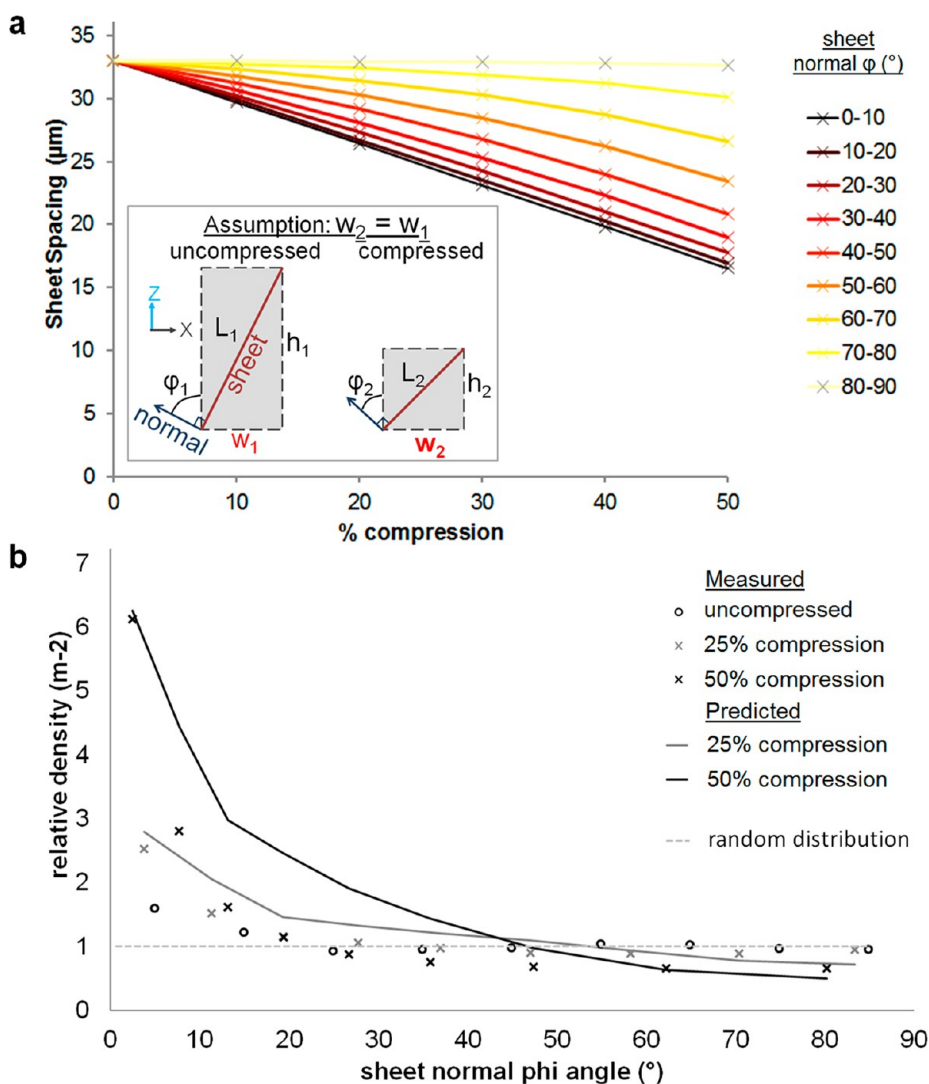 a
35
30
25
20
15
10
5
0
Sheet Spacing (µm)
0 10 20 30 40 50
% compression
Assumption: w₂ = w₁
uncompressed compressed
Z
X
L₁
sheet
h₁
φ₁
normal
w₁
L₂
h₂
φ₂
w₂
sheet
normal φ (°)
0-10
10-20
20-30
30-40
40-50
50-60
60-70
70-80
80-90
b
7
6
5
4
3
2
1
0
relative density (m-2)
0 10 20 30 40 50 60 70 80 90
sheet normal phi angle (°)
Measured
uncompressed
25% compression
50% compression
Predicted
25% compression
50% compression
random distribution